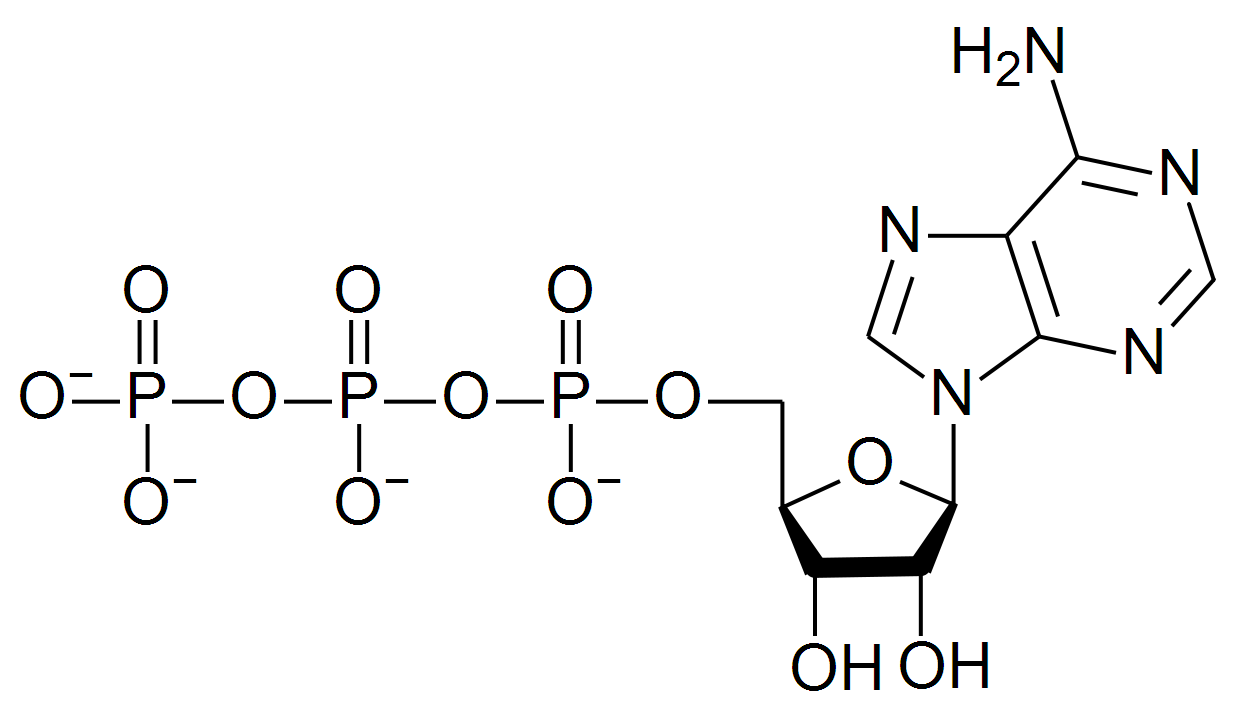 H₂N
N
N
O O O
N
O⁻ P O P O P O
N
O
O⁻ O⁻ O⁻
OH OH